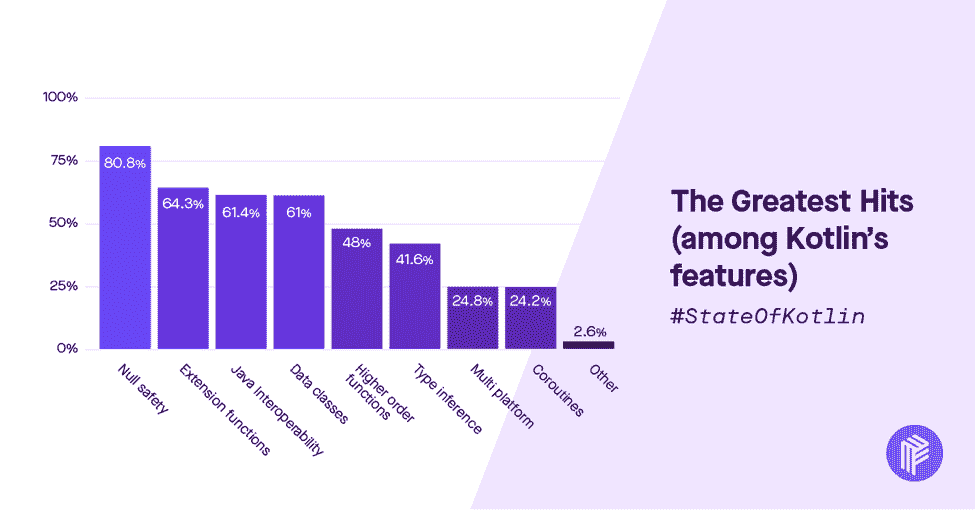 100%
75%
50%
25%
0%
80.8%
64.3%
61.4%
61%
48%
41.6%
24.8%
24.2%
2.6%
Null safety
Extension functions
Java Interoperability
Data classes
Higher order
functions
Type inference
Multi platform
Coroutines
Other
The Greatest Hits
(among Kotlin's
features)
#StateOfKotlin